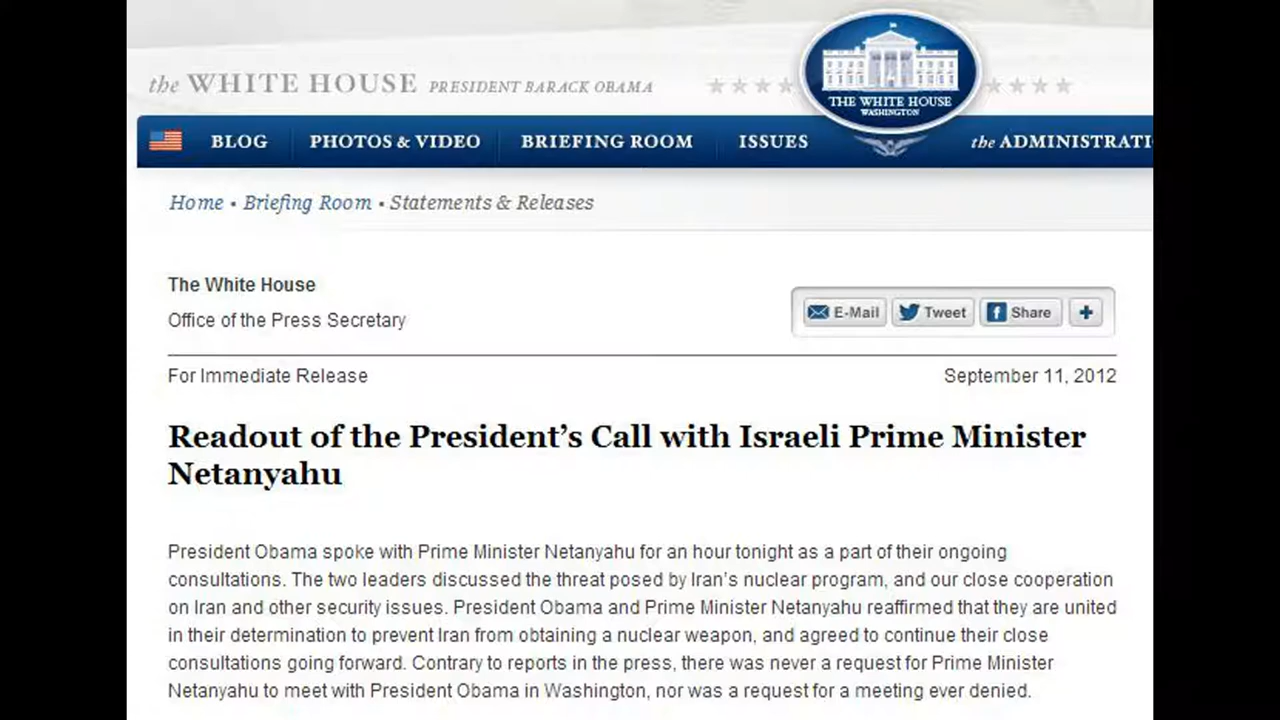 the WHITE HOUSE PRESIDENT BARACK OBAMA
THE WHITE HOUSE
WASHINGTON
BLOG PHOTOS & VIDEO BRIEFING ROOM ISSUES the ADMINISTRATI
Home • Briefing Room • Statements & Releases
The White House
Office of the Press Secretary
E-Mail Tweet Share +
For Immediate Release September 11, 2012
Readout of the President’s Call with Israeli Prime Minister
Netanyahu
President Obama spoke with Prime Minister Netanyahu for an hour tonight as a part of their ongoing
consultations. The two leaders discussed the threat posed by Iran’s nuclear program, and our close cooperation
on Iran and other security issues. President Obama and Prime Minister Netanyahu reaffirmed that they are united
in their determination to prevent Iran from obtaining a nuclear weapon, and agreed to continue their close
consultations going forward. Contrary to reports in the press, there was never a request for Prime Minister
Netanyahu to meet with President Obama in Washington, nor was a request for a meeting ever denied.